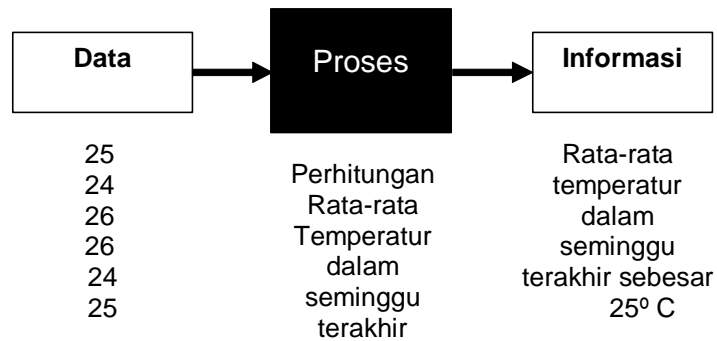 Data
Proses
Informasi
25
24
26
26
24
25
Perhitungan
Rata-rata
Temperatur
dalam
seminggu
terakhir
Rata-rata
temperatur
dalam
seminggu
terakhir sebesar
25º C